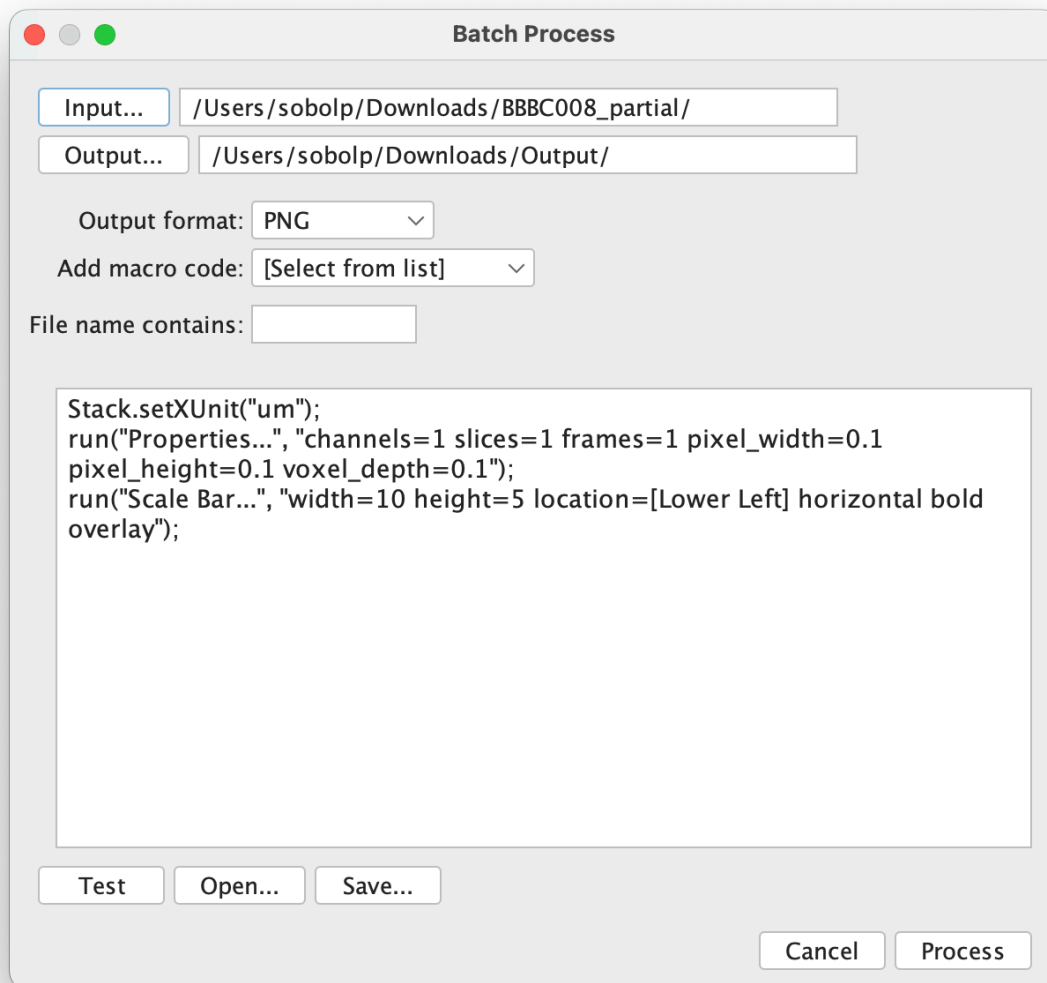 Batch Process
Input... /Users/sobolp/Downloads/BBBC008_partial/
Output... /Users/sobolp/Downloads/Output/
Output format: PNG
Add macro code: [Select from list]
File name contains:
Stack.setXUnit("um");
run("Properties...", "channels=1 slices=1 frames=1 pixel_width=0.1
pixel_height=0.1 voxel_depth=0.1");
run("Scale Bar...", "width=10 height=5 location=[Lower Left] horizontal bold
overlay");
Test Open... Save...
Cancel Process